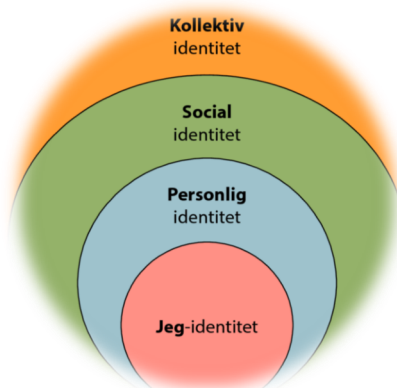 Kollektiv
identitet
Social
identitet
Personlig
identitet
Jeg-identitet